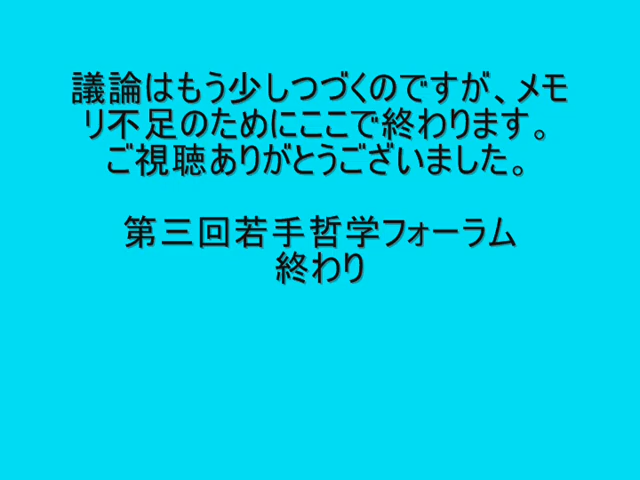 議論はもう少しつづくのですが、メモ
リ不足のためにここで終わります。
ご視聴ありがとうございました。
第三回若手哲学フォーラム
終わり